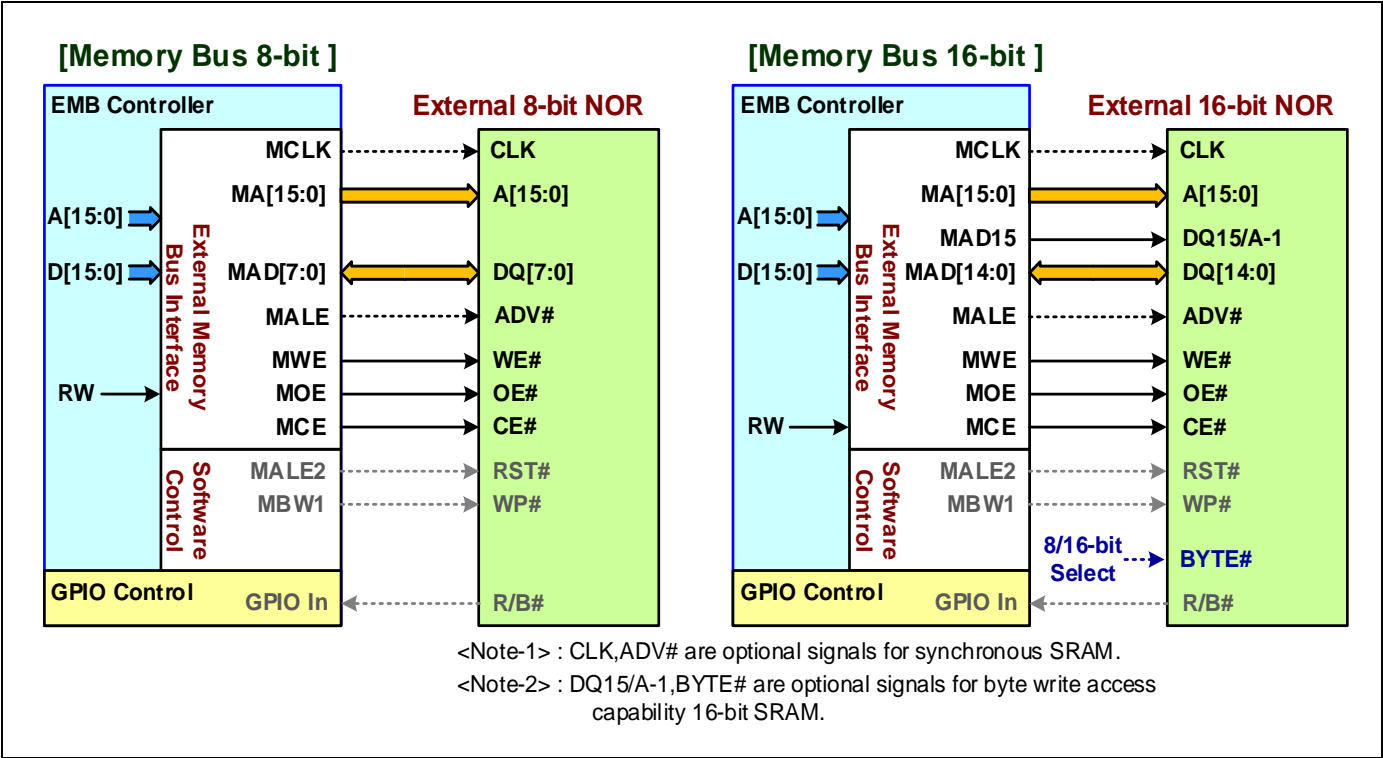 [Memory Bus 8-bit ]
EMB Controller
External 8-bit NOR
MCLK
CLK
MA[15:0]
A[15:0]
A[15:0]
D[15:0]
MAD[7:0]
DQ[7:0]
External Memory
Bus Interface
MALE
ADV#
MWE
WE#
RW
MOE
OE#
MCE
CE#
Software
Control
MALE2
RST#
MBW1
WP#
GPIO Control
GPIO In
R/B#
[Memory Bus 16-bit ]
EMB Controller
External 16-bit NOR
MCLK
CLK
MA[15:0]
A[15:0]
A[15:0]
MAD15
DQ15/A-1
D[15:0]
MAD[14:0]
DQ[14:0]
External Memory
Bus Interface
MALE
ADV#
MWE
WE#
MOE
OE#
RW
MCE
CE#
Software
Control
MALE2
RST#
MBW1
WP#
8/16-bit
Select
BYTE#
GPIO Control
GPIO In
R/B#
<Note-1> : CLK,ADV# are optional signals for synchronous SRAM.
<Note-2> : DQ15/A-1,BYTE# are optional signals for byte write access
capability 16-bit SRAM.